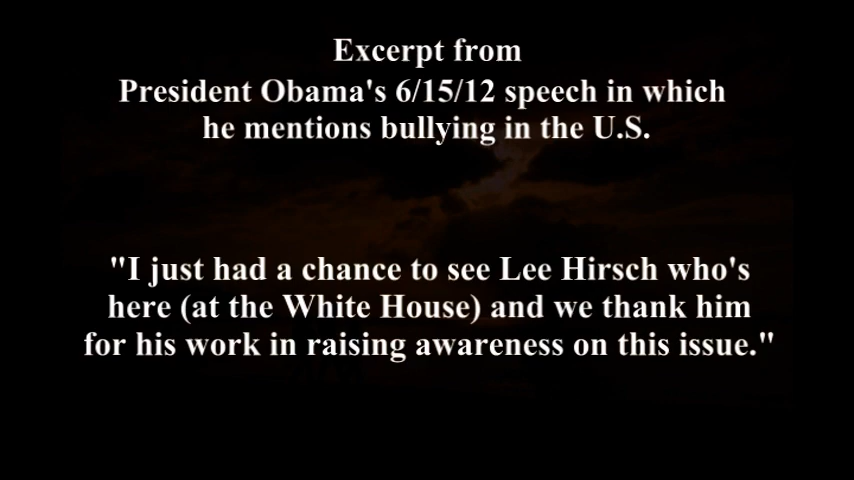 Excerpt from
President Obama's 6/15/12 speech in which
he mentions bullying in the U.S.
"I just had a chance to see Lee Hirsch who's
here (at the White House) and we thank him
for his work in raising awareness on this issue."